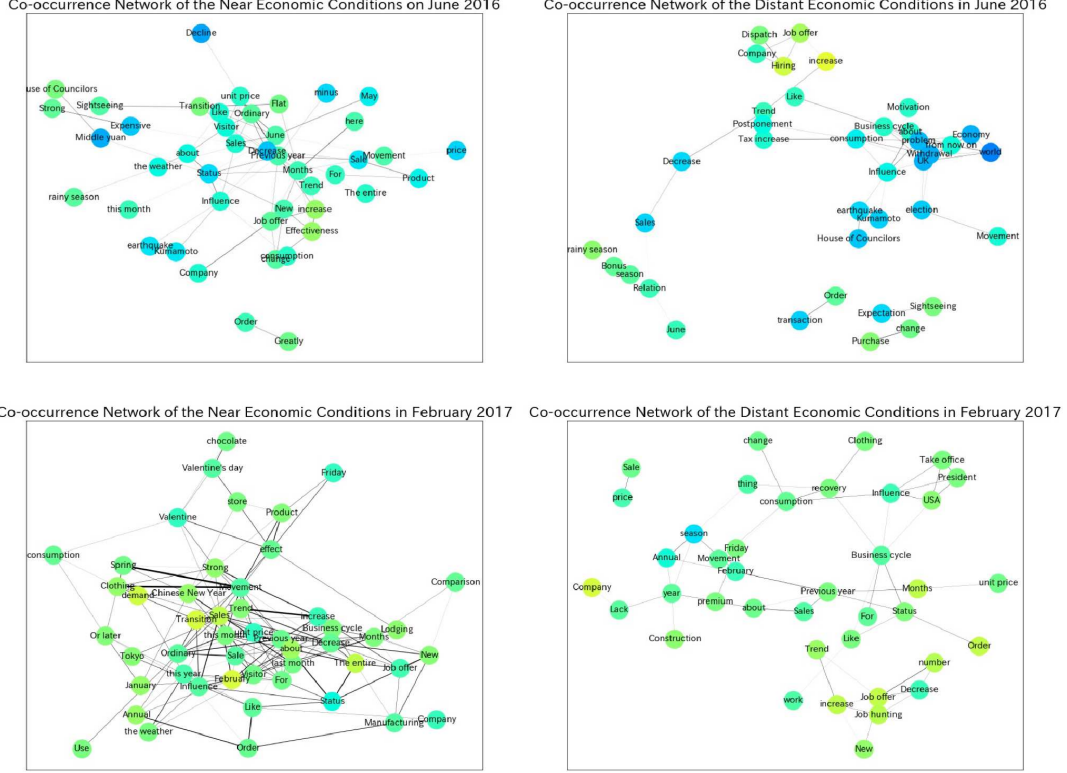 Co-occurrence Network of the Near Economic Conditions on June 2016
Decline
use of Councilors
Strong
Sightseeing
Transition
unit price
Like
Ordinary
Flat
minus
May
Expensive
Middle yuan
Visitor
here
June
Sales
about
Decrease
Previous year
Sale
Movement
price
the weather
Status
Months
For
Product
Trend
The entire
rainy season
this month
Influence
New
increase
Job offer
Effectiveness
earthquake
Kumamoto
consumption
change
Company
Order
Greatly
Co-occurrence Network of the Distant Economic Conditions in June 2016
Dispatch
Job offer
Company
Hiring
increase
Like
Trend
Motivation
Postponement
Business cycle
about
Economy
Tax increase
consumption
problem
from now on
world
Withdrawal
UK
Decrease
Influence
earthquake
Kumamoto
election
Sales
House of Councilors
Movement
rainy season
Bonus
season
Relation
Order
June
transaction
Expectation
Sightseeing
change
Purchase
Co-occurrence Network of the Near Economic Conditions in February 2017
chocolate
Valentine's day
Friday
store
Product
Valentine
effect
consumption
Spring
Strong
Clothing
demand
Chinese New Year
Movement
Comparison
Trend
Transition
Sales
increase
this month
unit price
Business cycle
Lodging
Or later
Previous year
Decrease
Months
about
Tokyo
Ordinary
Sale
last month
The entire
New
Job offer
this year
Visitor
January
Influence
February
For
Status
Annual
Like
the weather
Manufacturing
Company
Use
Order
Co-occurrence Network of the Distant Economic Conditions in February 2017
change
Clothing
Sale
Take office
President
price
thing
recovery
Influence
consumption
USA
season
Friday
Annual
Movement
Business cycle
February
Company
year
Previous year
Months
unit price
Lack
premium
about
Sales
For
Status
Construction
Like
Trend
Order
number
work
increase
Job offer
Decrease
Job hunting
New